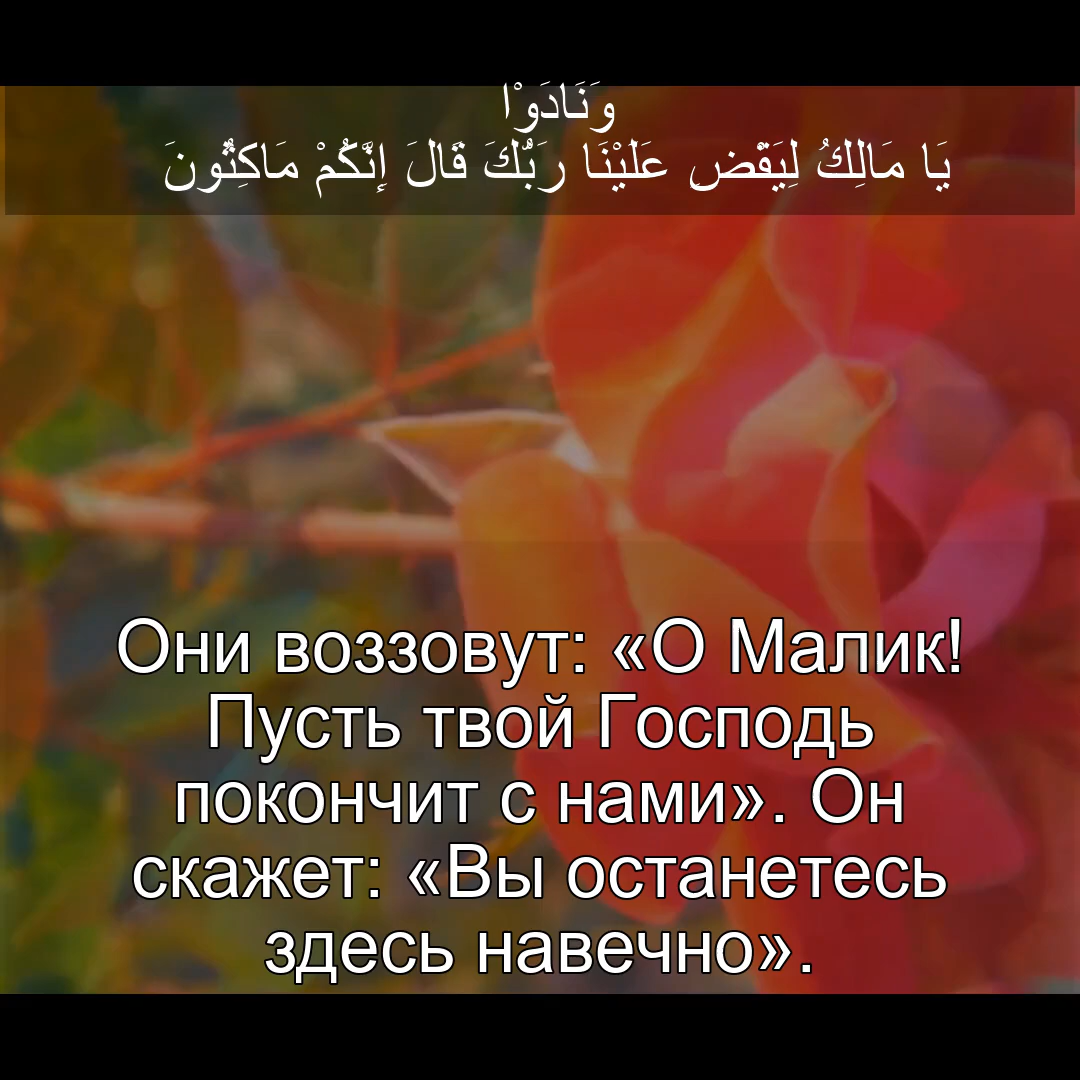 وَنَادَوْا
يَا مَالِكُ لِيَقْضِ عَلَيْنَا رَبُّكَ قَالَ إِنَّكُمْ مَاكِثُونَ
Они воззовут: «О Малик!
Пусть твой Господь
покончит с нами». Он
скажет: «Вы останетесь
здесь навечно».